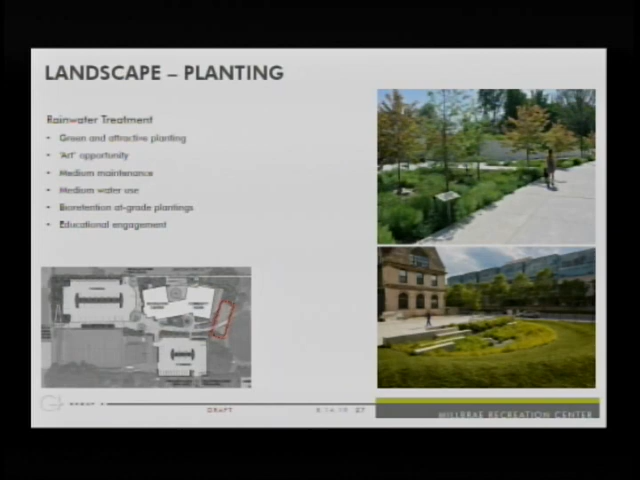 LANDSCAPE – PLANTING
Rainwater Treatment
• Green and attractive planting
• 'Art' opportunity
• Medium maintenance
• Medium water use
• Bioretention at-grade plantings
• Educational engagement
DRAFT
27
MILLBRAE RECREATION CENTER